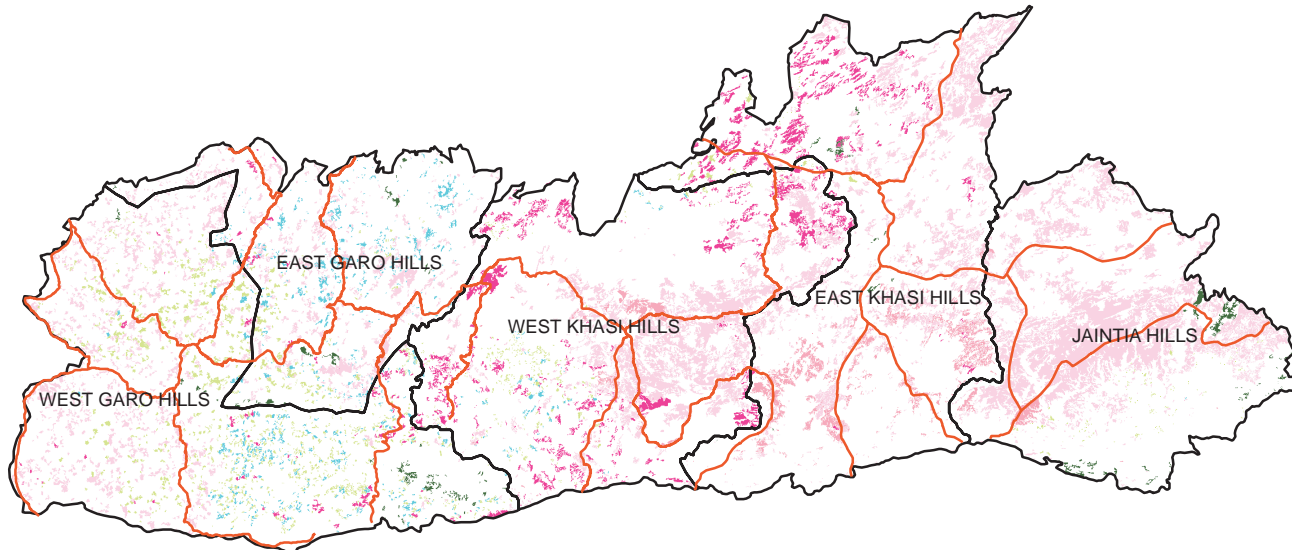 EAST GARO HILLS
EAST KHASI HILLS
WEST KHASI HILLS
JAINTIA HILLS
WEST GARO HILLS